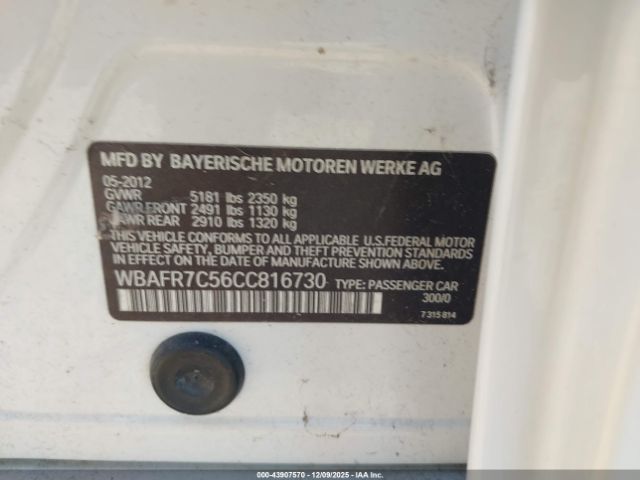 MFD BY BAYERISCHE MOTOREN WERKE AG
05-2012
GVWR 5181 lbs 2350 kg
GAWR FRONT 2491 lbs 1130 kg
GAWR REAR 2910 lbs 1320 kg
THIS VEHICLE CONFORMS TO ALL APPLICABLE U.S.FEDERAL MOTOR
VEHICLE SAFETY, BUMPER AND THEFT PREVENTION STANDARDS
IN EFFECT ON THE DATE OF MANUFACTURE SHOWN ABOVE.
WBAFR7C56CC816730 TYPE: PASSENGER CAR
300/0
7 315 814
000-43907570 12/09/2025 IAA Inc.